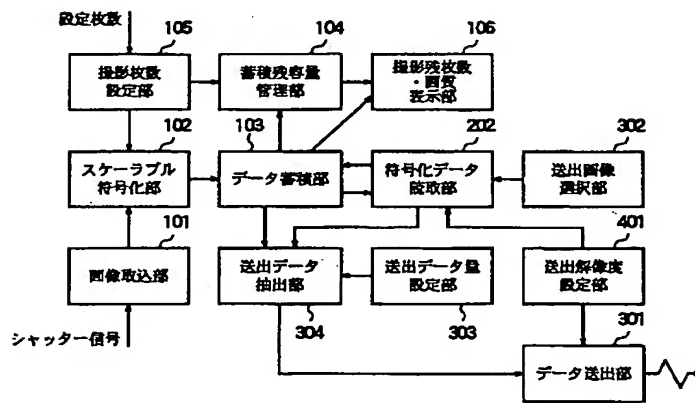 設定枚数
105
104
106
撮影枚数
設定部
蓄積残容量
管理部
撮影残枚数
・画質
表示部
102
103
202
302
スケーラブル
符号化部
データ蓄積部
符号化データ
読取部
送出画像
選択部
101
401
画像取込部
送出データ
抽出部
送出データ量
設定部
送出解像度
設定部
304
303
301
シャッター信号
データ送出部